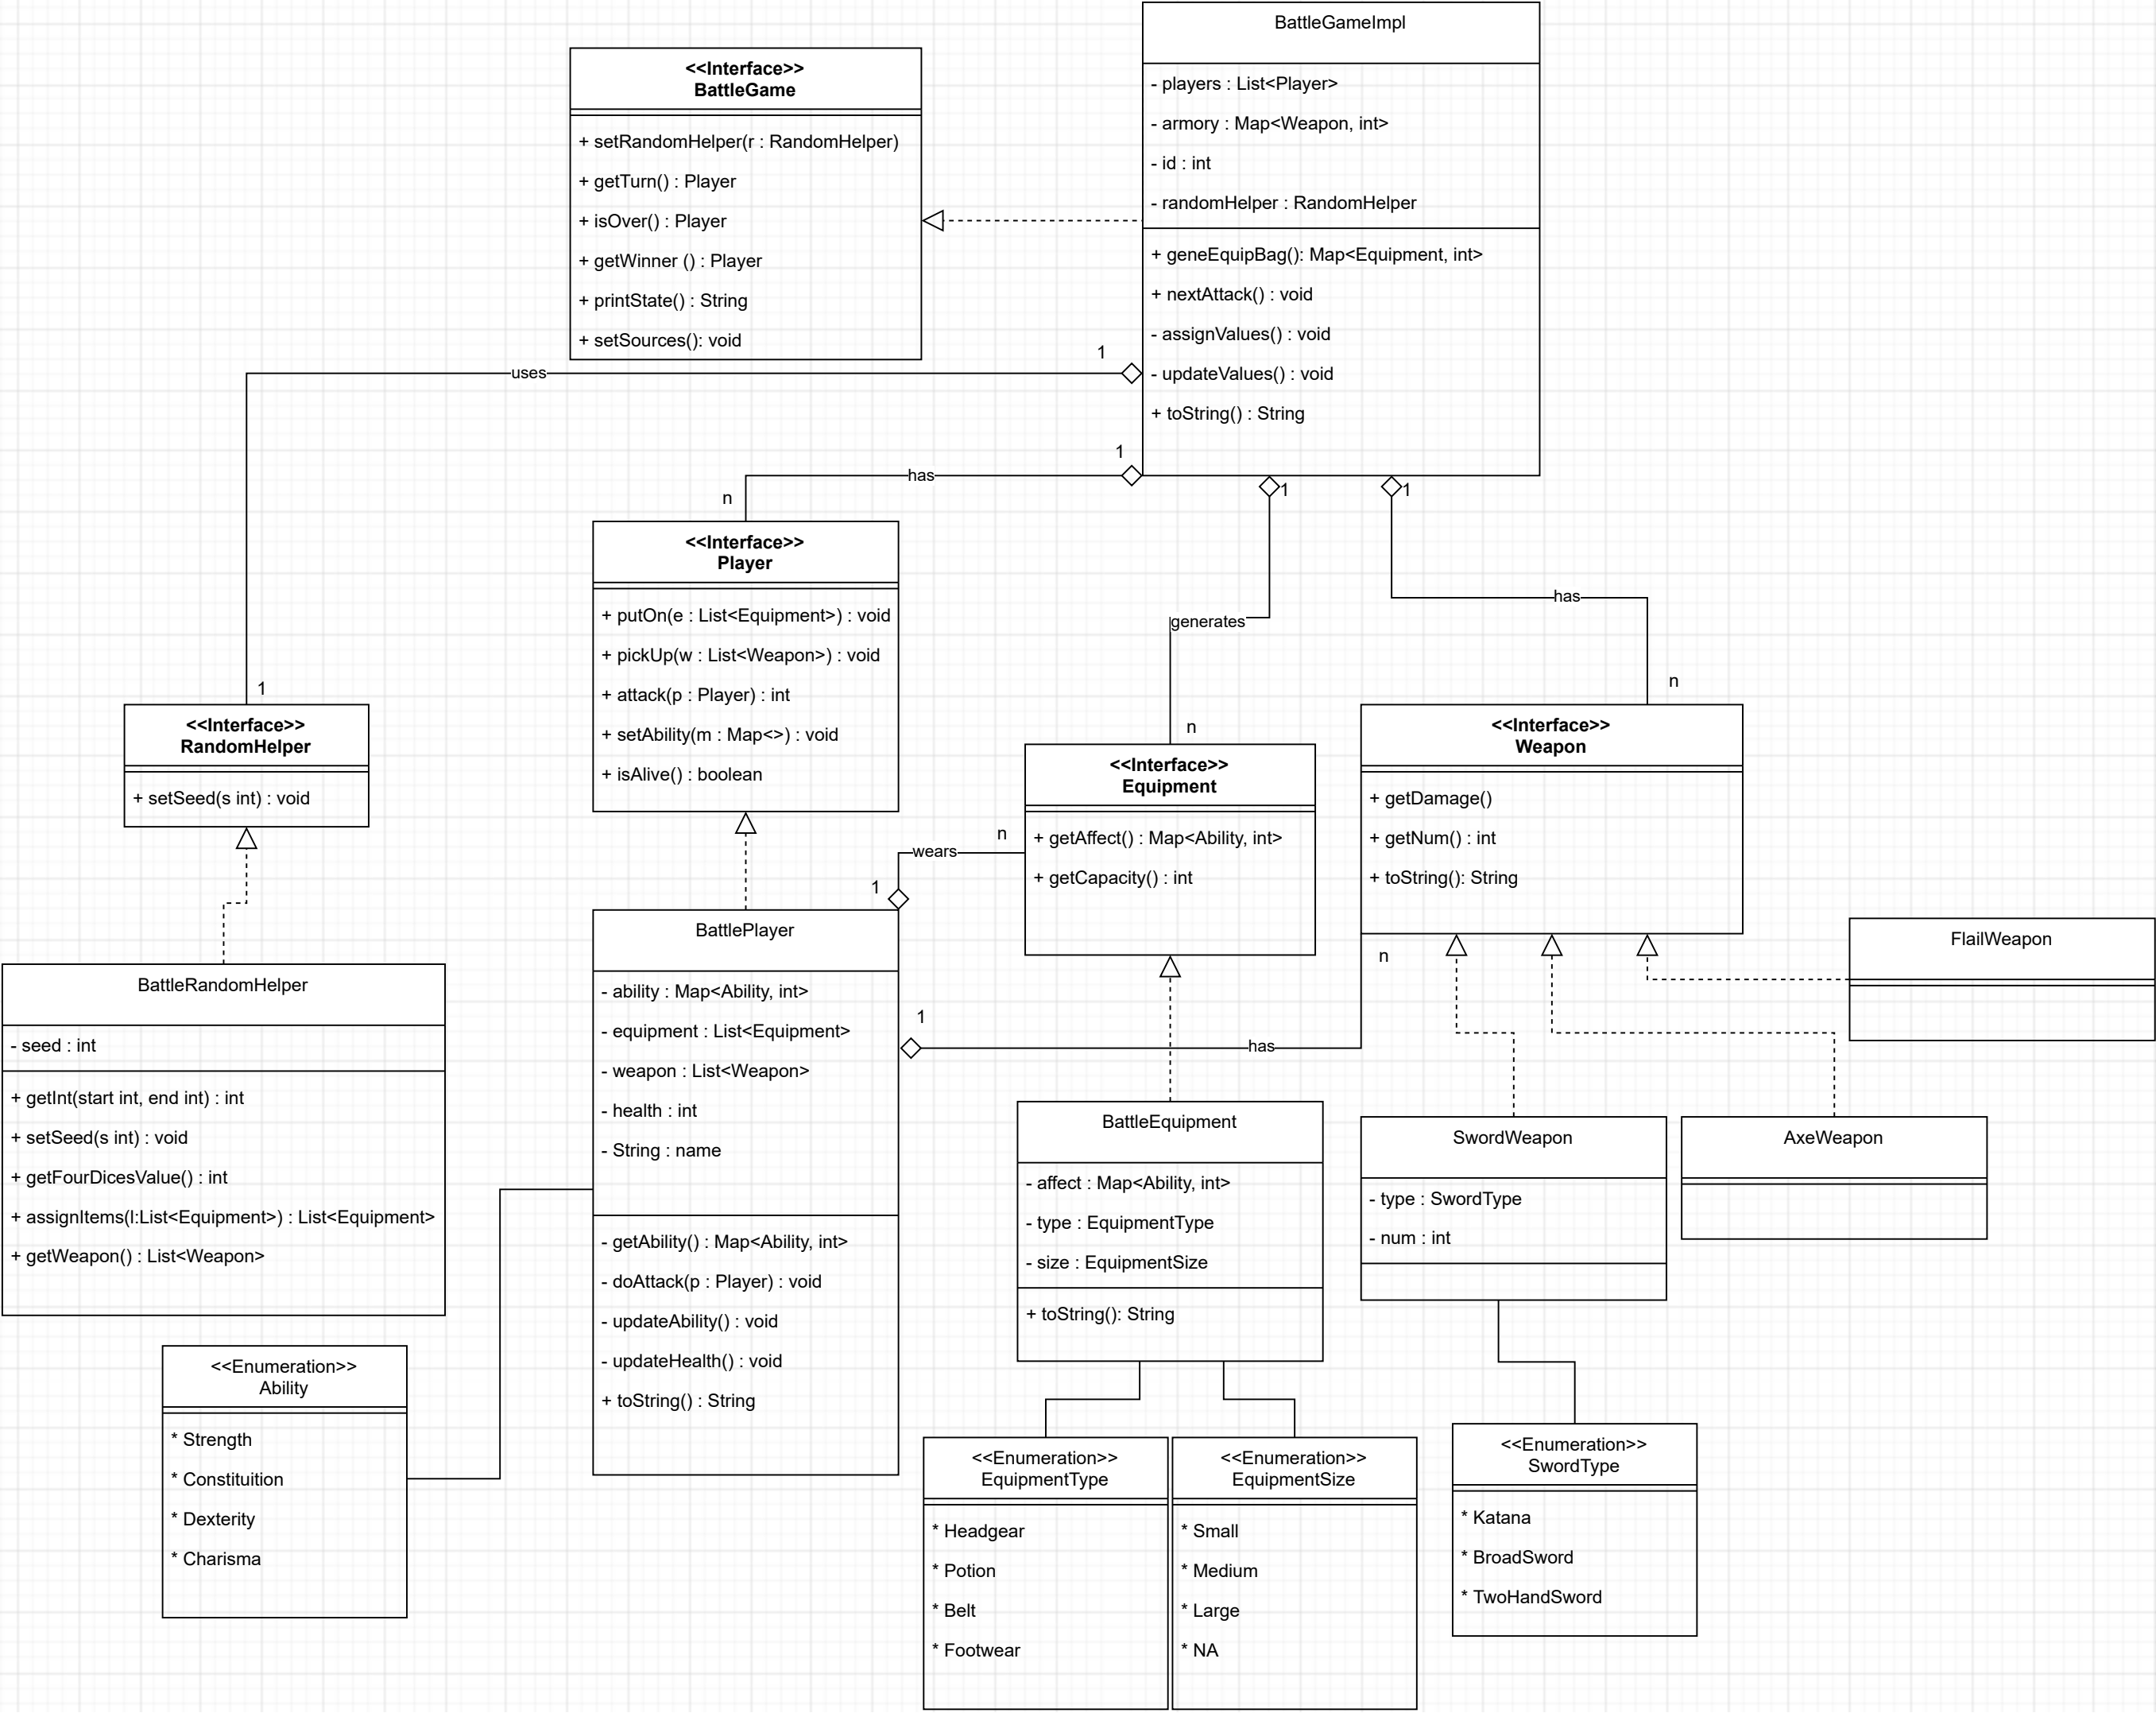 BattleGameImpl
- players : List<Player>
- armory : Map<Weapon, int>
- id : int
- randomHelper : RandomHelper
+ geneEquipBag(): Map<Equipment, int>
+ nextAttack() : void
- assignValues() : void
- updateValues() : void
+ toString() : String
<<Interface>>
BattleGame
+ setRandomHelper(r : RandomHelper)
+ getTurn() : Player
+ isOver() : Player
+ getWinner () : Player
+ printState() : String
+ setSources(): void
1
uses
1
1
has
n
1
generates
n
1
has
n
<<Interface>>
Player
+ putOn(e : List<Equipment>) : void
+ pickUp(w : List<Weapon>) : void
+ attack(p : Player) : int
+ setAbility(m : Map<>) : void
+ isAlive() : boolean
<<Interface>>
RandomHelper
+ setSeed(s int) : void
<<Interface>>
Equipment
+ getAffect() : Map<Ability, int>
+ getCapacity() : int
<<Interface>>
Weapon
+ getDamage()
+ getNum() : int
+ toString(): String
n
wears
1
n
1
has
FlailWeapon
BattleRandomHelper
- seed : int
+ getInt(start int, end int) : int
+ setSeed(s int) : void
+ getFourDicesValue() : int
+ assignItems(l:List<Equipment>) : List<Equipment>
+ getWeapon() : List<Weapon>
BattlePlayer
- ability : Map<Ability, int>
- equipment : List<Equipment>
- weapon : List<Weapon>
- health : int
- String : name
- getAbility() : Map<Ability, int>
- doAttack(p : Player) : void
- updateAbility() : void
- updateHealth() : void
+ toString() : String
BattleEquipment
- affect : Map<Ability, int>
- type : EquipmentType
- size : EquipmentSize
+ toString(): String
SwordWeapon
- type : SwordType
- num : int
AxeWeapon
<<Enumeration>>
Ability
* Strength
* Constituition
* Dexterity
* Charisma
<<Enumeration>>
EquipmentType
* Headgear
* Potion
* Belt
* Footwear
<<Enumeration>>
EquipmentSize
* Small
* Medium
* Large
* NA
<<Enumeration>>
SwordType
* Katana
* BroadSword
* TwoHandSword